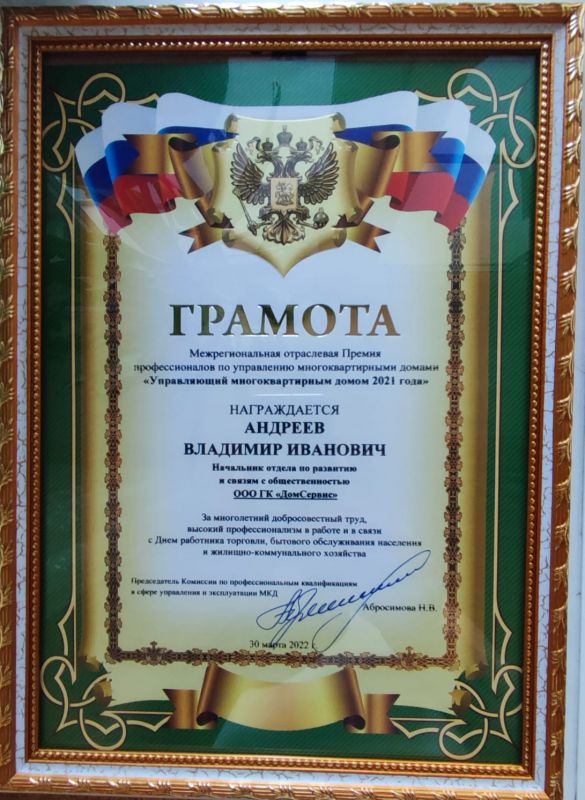 ГРАМОТА
Межрегиональная отраслевая Премия
профессионалов по управлению многоквартирными домами
«Управляющий многоквартирным домом 2021 года»
НАГРАЖДАЕТСЯ
АНДРЕЕВ
ВЛАДИМИР ИВАНОВИЧ
Начальник отдела по развитию
и связям с общественностью
ООО ГК «ДомСервис»
За многолетний добросовестный труд,
высокий профессионализм в работе и в связи
с Днем работника торговли, бытового обслуживания населения
и жилищно-коммунального хозяйства
Председатель Комиссии по профессиональным квалификациям
в сфере управления и эксплуатации МКД
Абросимова Н.В.
30 марта 2022 г.